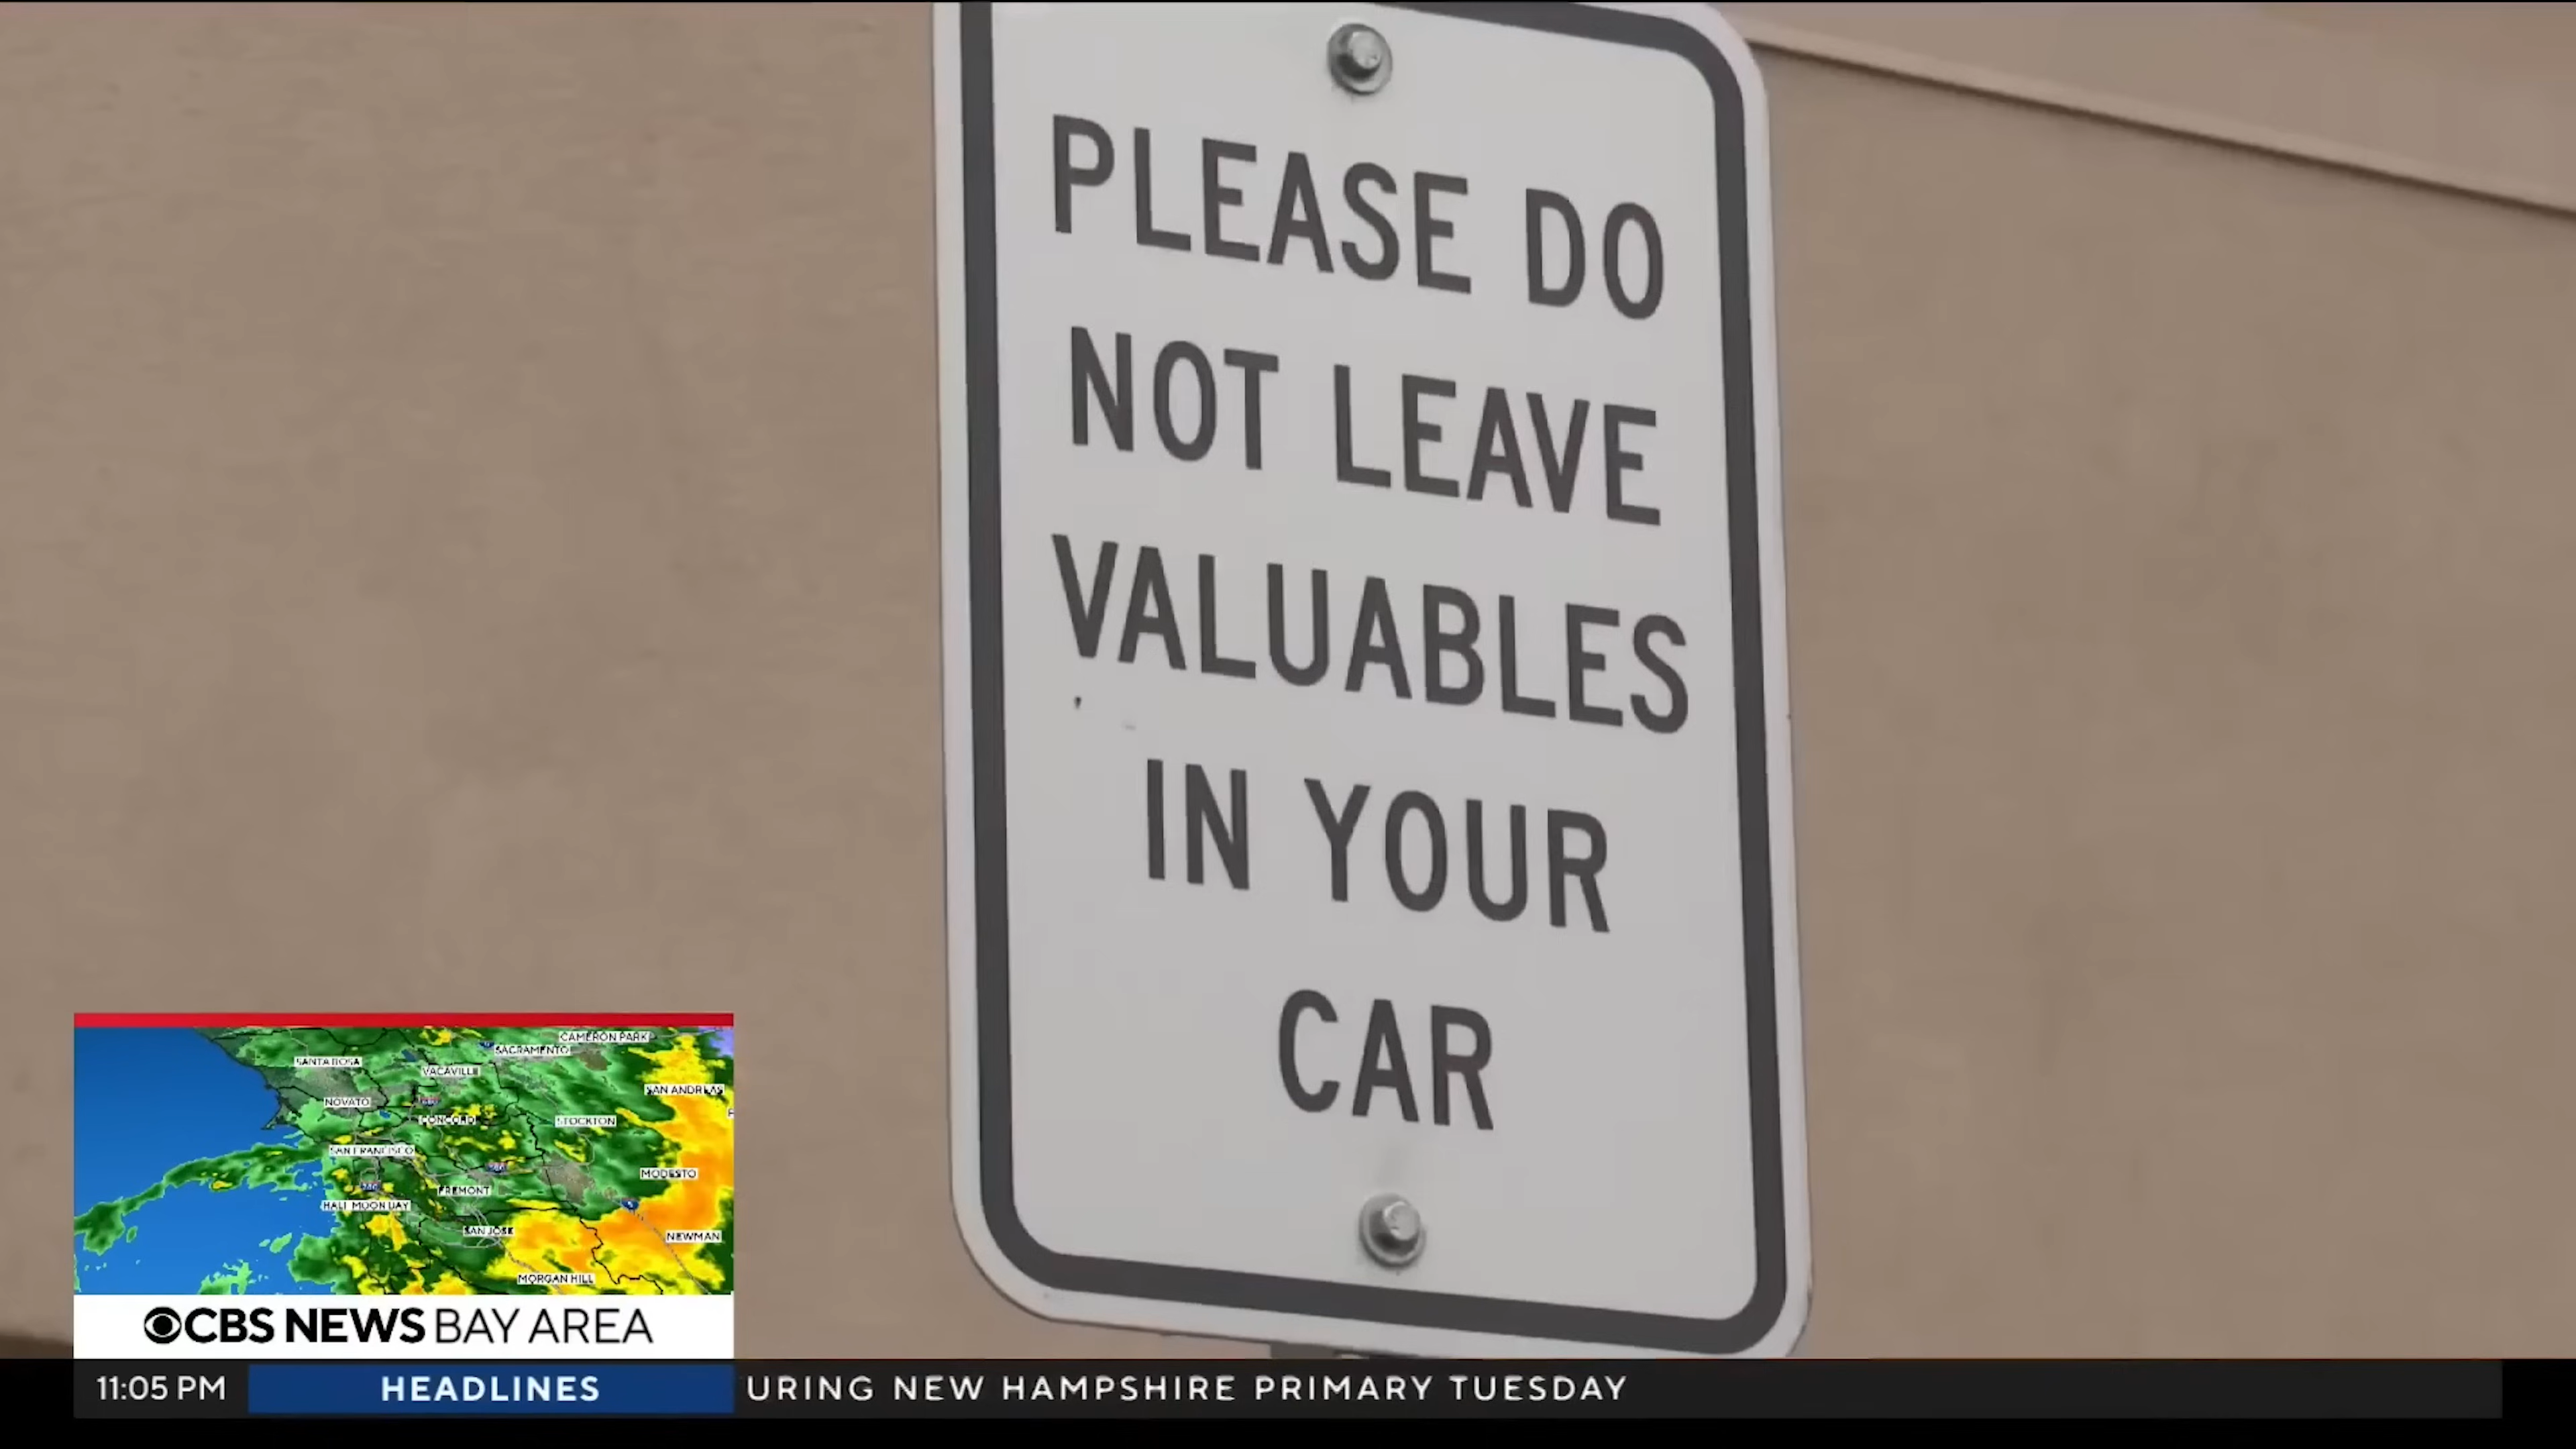 PLEASE DO
NOT LEAVE
VALUABLES
IN YOUR
CAR
CAMERON PARK
SACRAMENTO
SANTA ROSA
VACAVILLE
SAN ANDREAS
NOVATO
CONCORD
STOCKTON
SAN FRANCISCO
MODESTO
FREMONT
HALF MOON BAY
SAN JOSE
NEWMAN
MORGAN HILL
CBS NEWS BAY AREA
11:05 PM HEADLINES URING NEW HAMPSHIRE PRIMARY TUESDAY